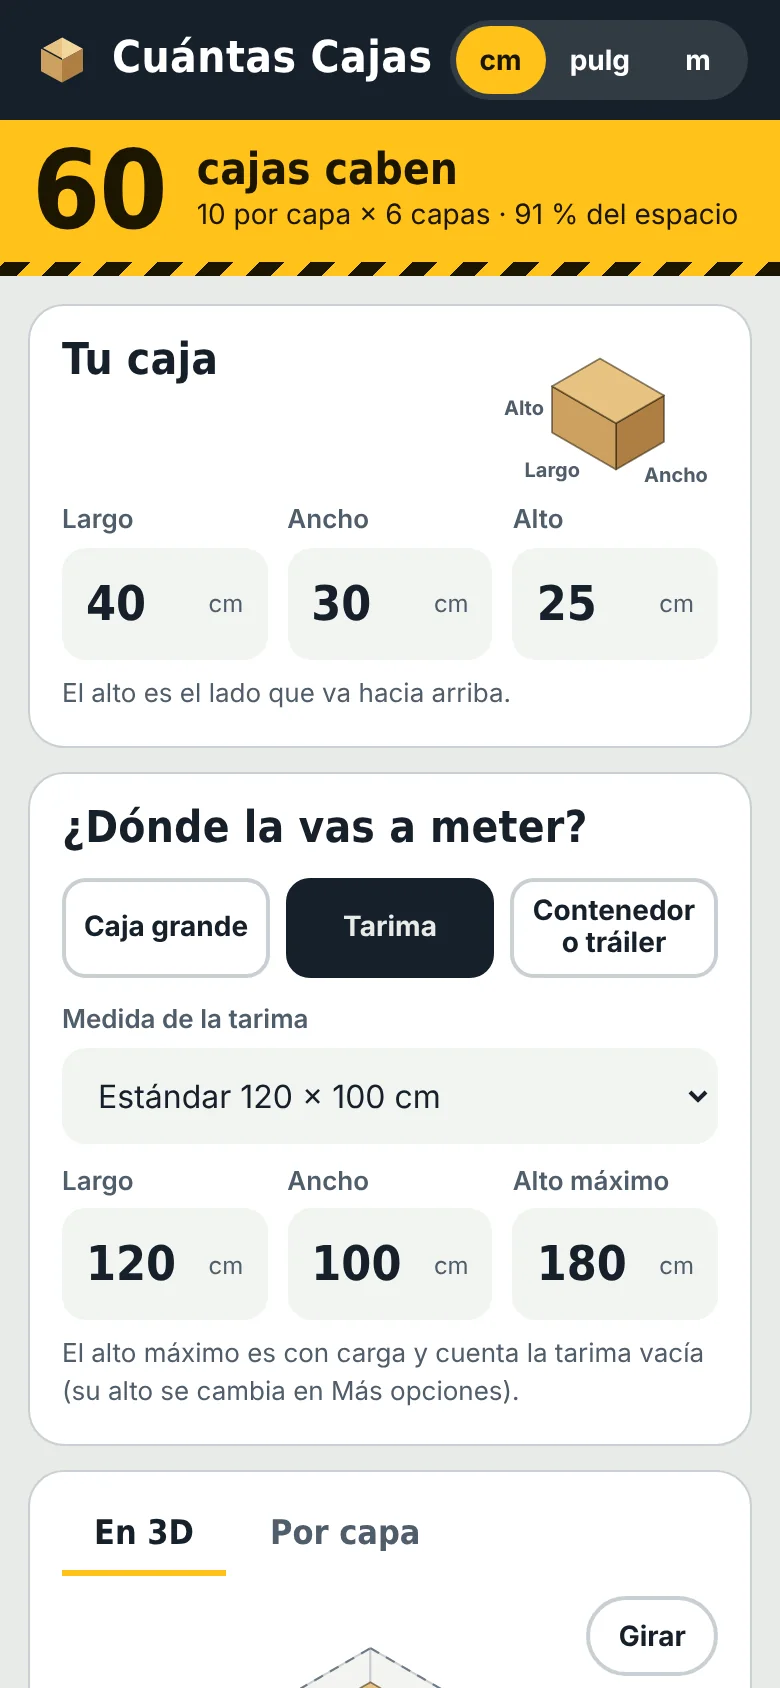 Cuántas Cajas
cm pulg m
60
cajas caben
10 por capa × 6 capas · 91 % del espacio
Tu caja
Alto
Largo
Ancho
Largo Ancho Alto
40 cm 30 cm 25 cm
El alto es el lado que va hacia arriba.
¿Dónde la vas a meter?
Caja grande Tarima Contenedor
o tráiler
Medida de la tarima
Estándar 120 × 100 cm
Largo Ancho Alto máximo
120 cm 100 cm 180 cm
El alto máximo es con carga y cuenta la tarima vacía
(su alto se cambia en Más opciones).
En 3D Por capa
Girar